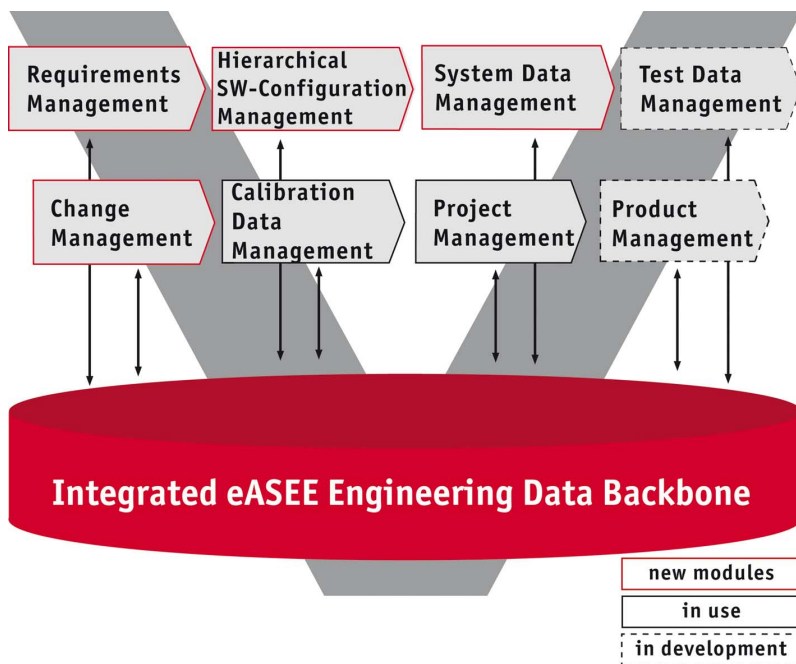 Requirements
Management
Hierarchical
SW-Configuration
Management
System Data
Management
Test Data
Management
Change
Management
Calibration
Data
Management
Project
Management
Product
Management
Integrated eASEE Engineering Data Backbone
new modules
in use
in development